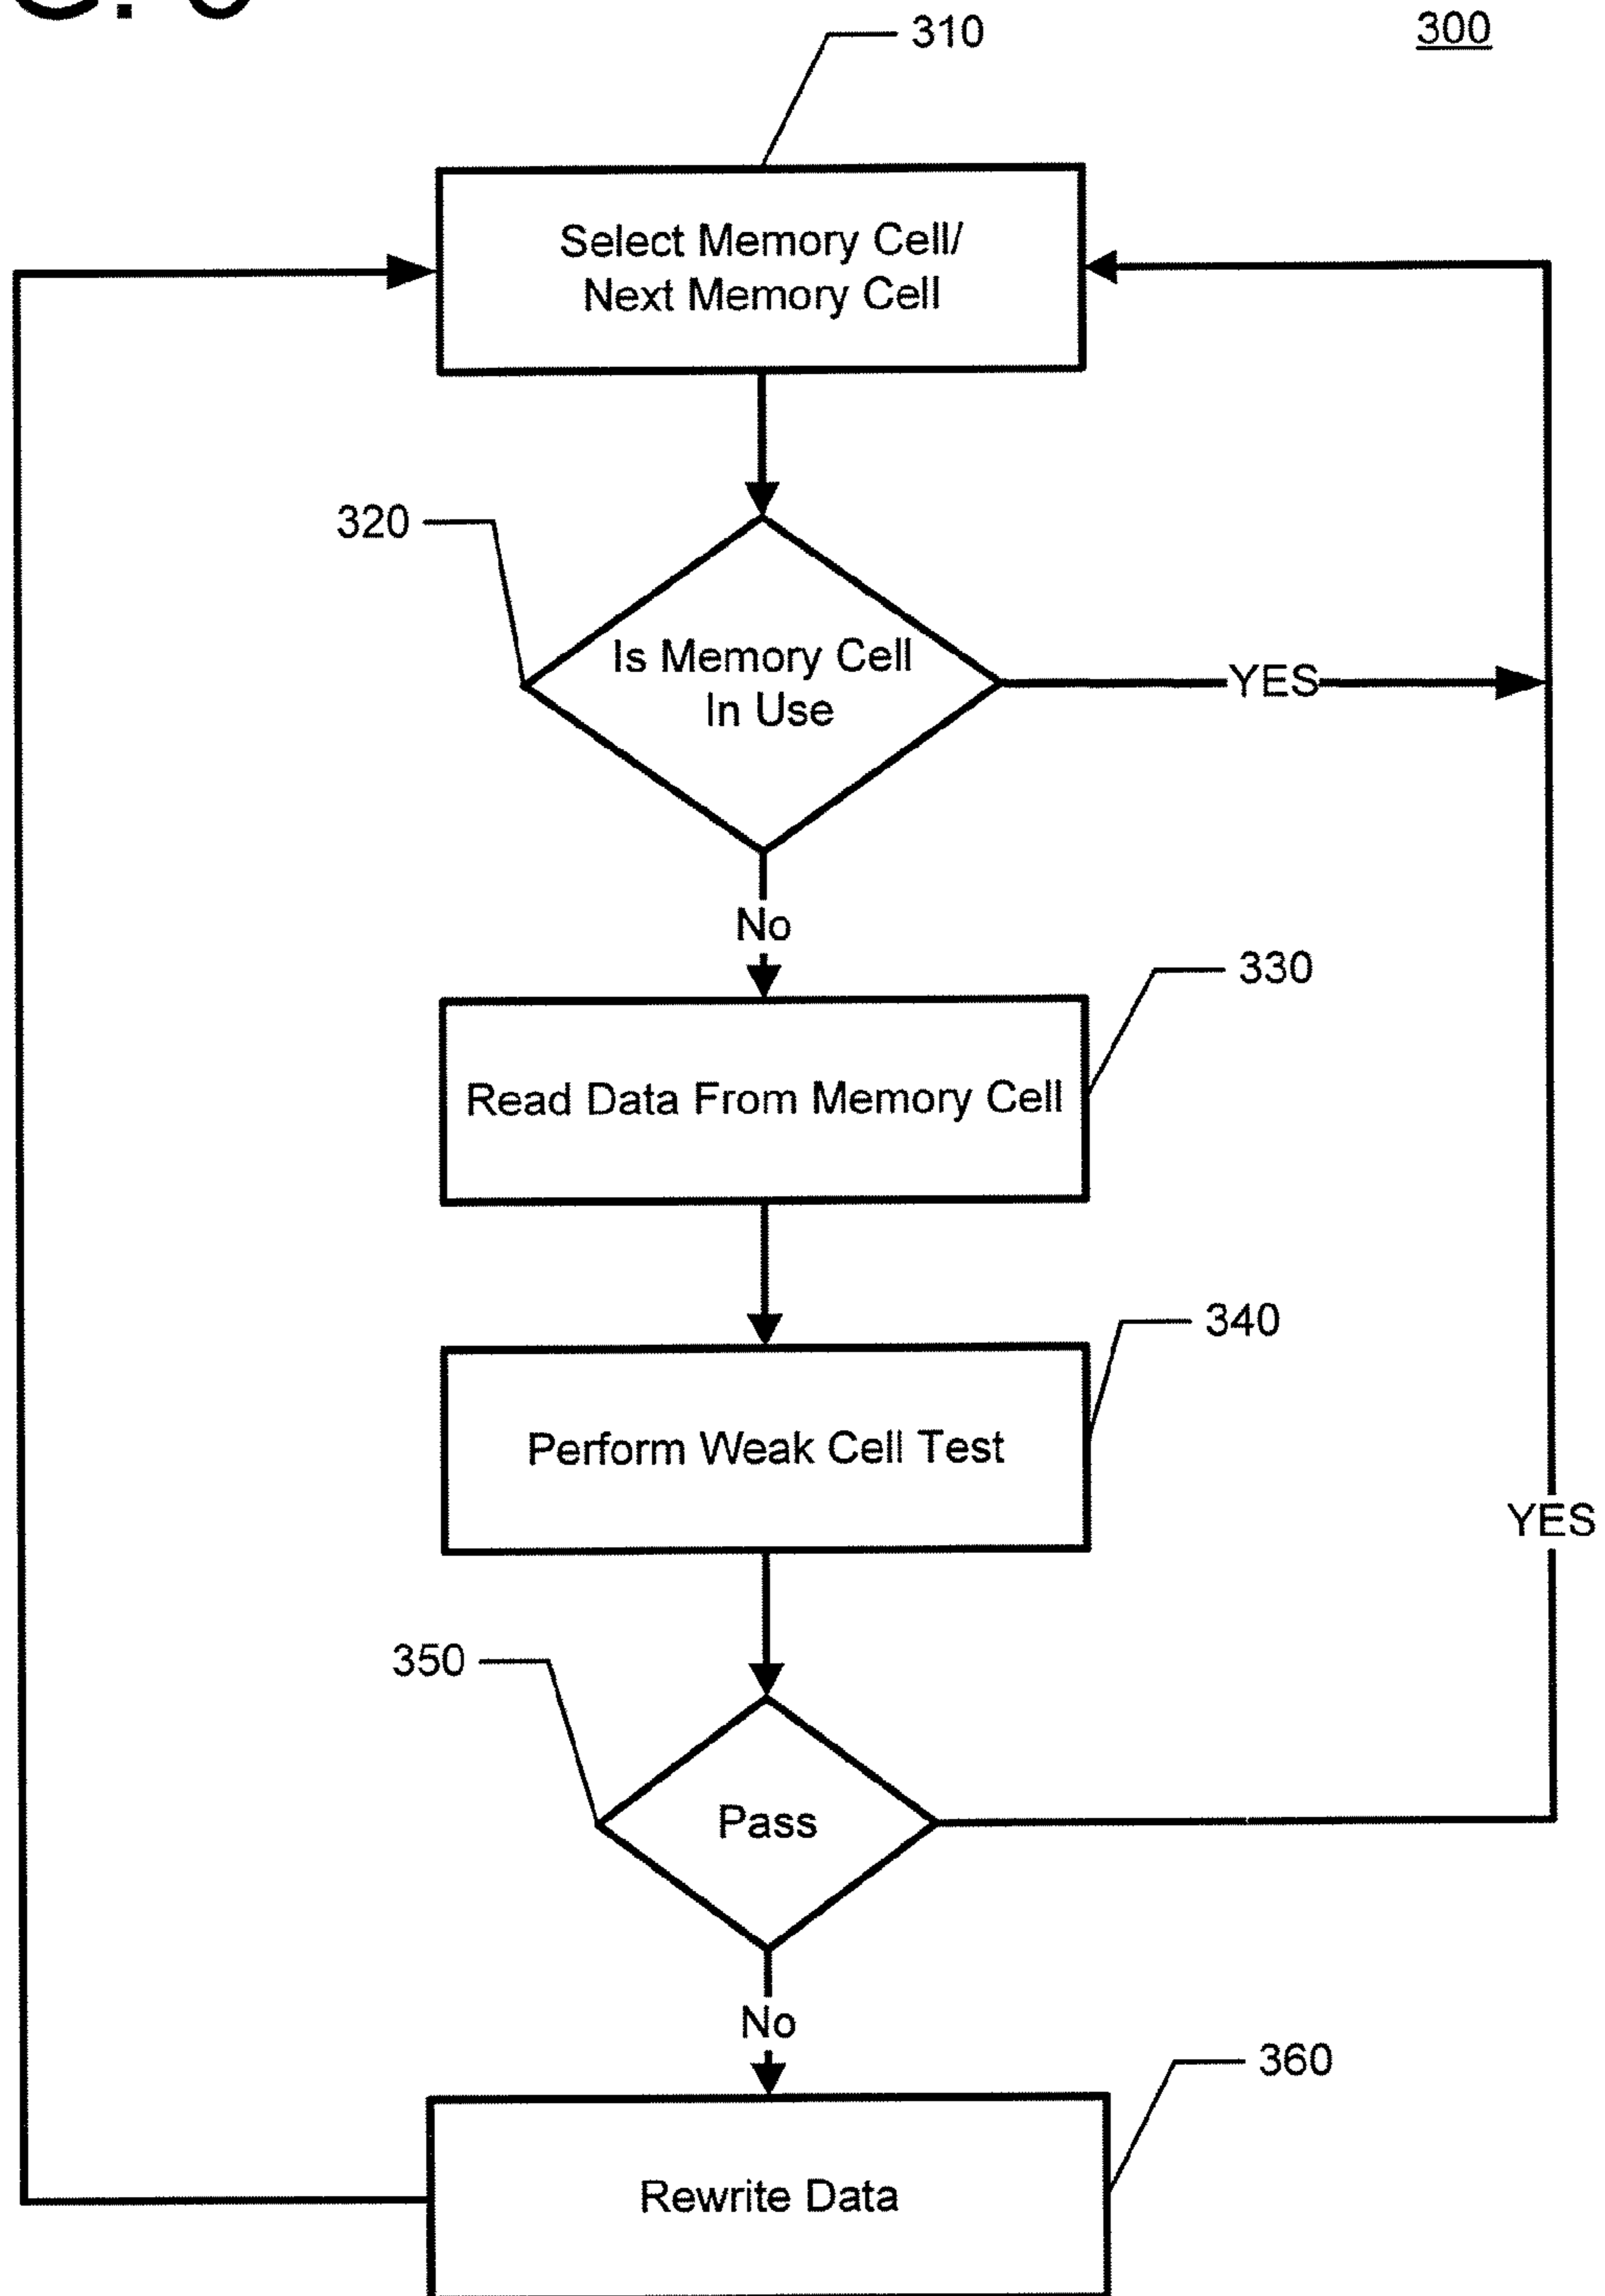 310
300
Select Memory Cell/
Next Memory Cell
320
Is Memory Cell
In Use
YES
No
330
Read Data From Memory Cell
340
Perform Weak Cell Test
YES
350
Pass
No
360
Rewrite Data